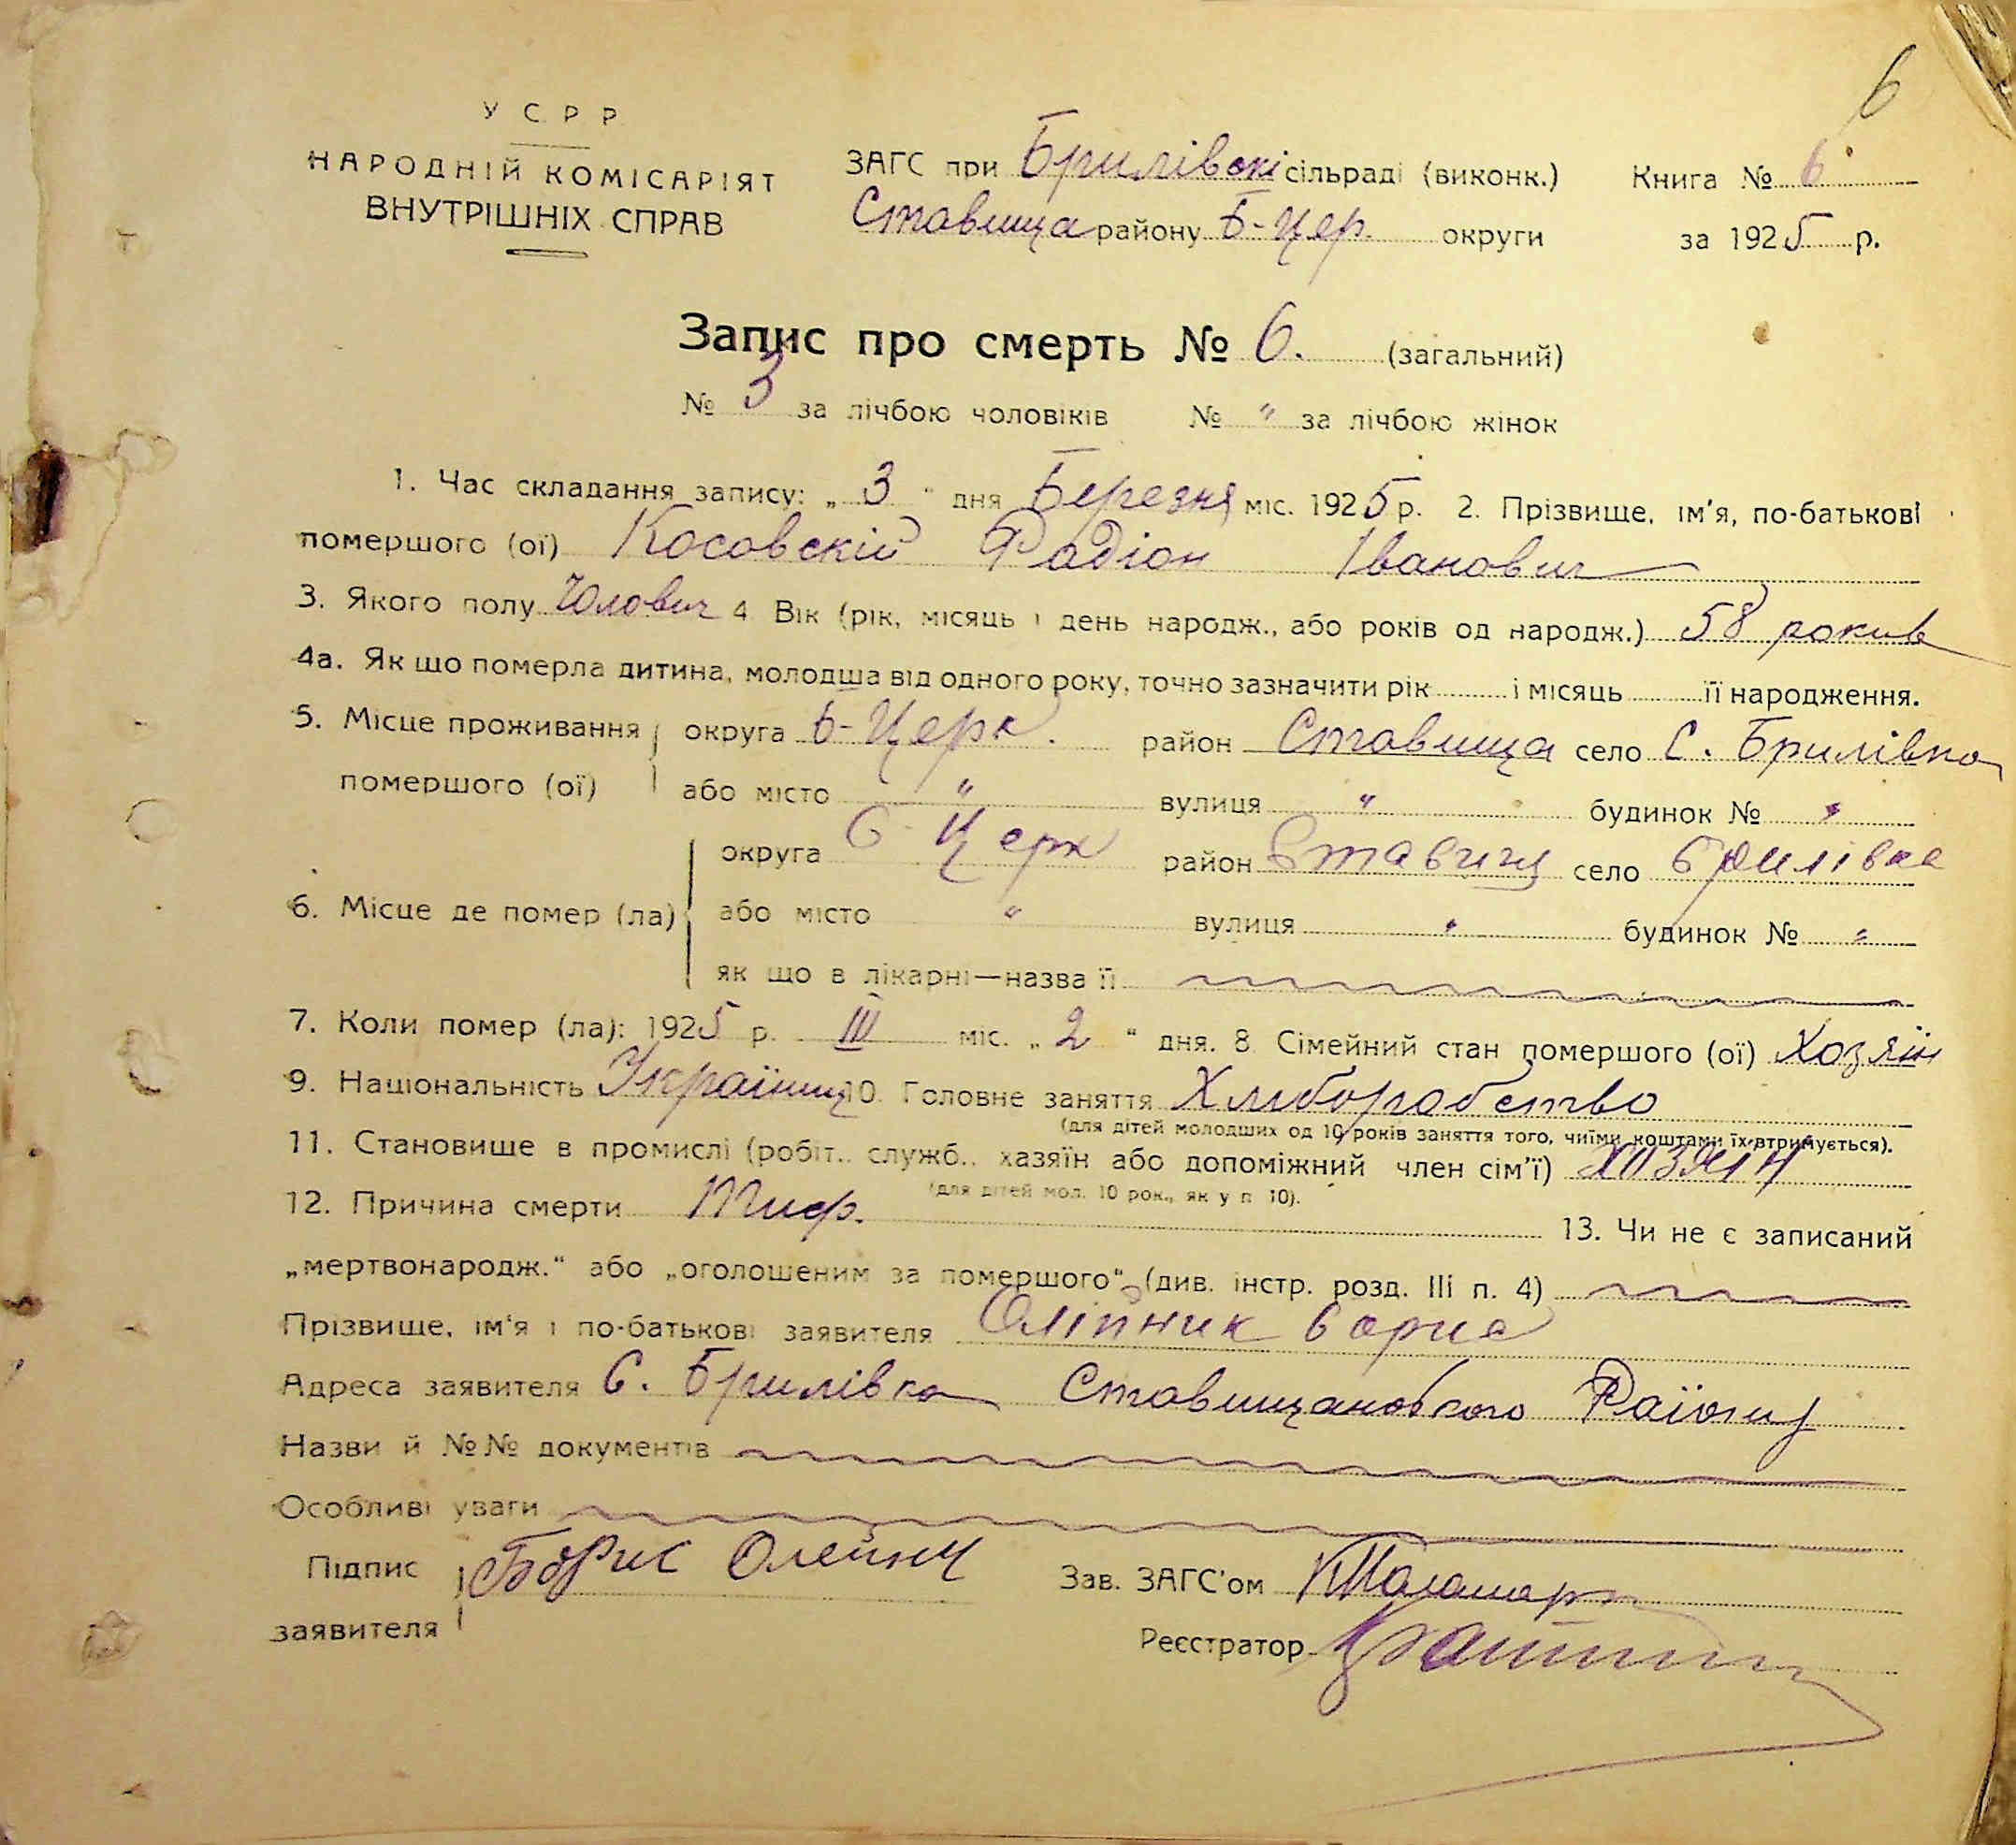 6
У С Р Р
НАРОДНІЙ КОМІСАРІЯТ
ВНУТРІШНІХ СПРАВ
ЗАГС при Брилівскі сільраді (виконк.) Книга № 6
Ставища району Б-Цер. округи за 1925 р.
Запис про смерть № 6. (загальний)
№ 3 за лічбою чоловіків № " за лічбою жінок
1. Час складання запису: „ 3 " дня Березня міс. 1925 р. 2. Прізвище, ім'я, по-батькові
помершого (ої) Косовскій Радіон Іванович
3. Якого полу Чолович 4 Вік (рік, місяць і день народж., або років од народж.) 58 років
4а. Як що померла дитина, молодша від одного року, точно зазначити рік і місяць її народження.
5. Місце проживання округа Б-Церк. район Ставища село С. Брилівка
помершого (ої) або місто " вулиця " будинок № "
округа Б Церк район Ставища село Брилівка
6. Місце де помер (ла) або місто " вулиця " будинок № "
як що в лікарні—назва її
7. Коли помер (ла): 1925 р. III міс. „ 2 " дня. 8. Сімейний стан помершого (ої) Хозяїн
9. Національність Українец 10. Головне заняття Хлиборобство
(для дітей молодших од 10 років заняття того, чиїми коштами їх втримується).
11. Становище в промислі (робіт., служб., хазяїн або допоміжний член сім'ї) хозяїн
(для дітей мол. 10 рок., як у п 10).
12. Причина смерти Тиф. 13. Чи не є записаний
„мертвонародж." або „оголошеним за помершого" (див. інстр. розд. III п. 4)
Прізвище, ім'я і по-батькові заявителя Олійник Борис
Адреса заявителя С. Брилівка Ставищановского Району
Назви й №№ документів
Особливі уваги
Підпис Борис Олейник Зав. ЗАГС'ом
заявителя Реєстратор